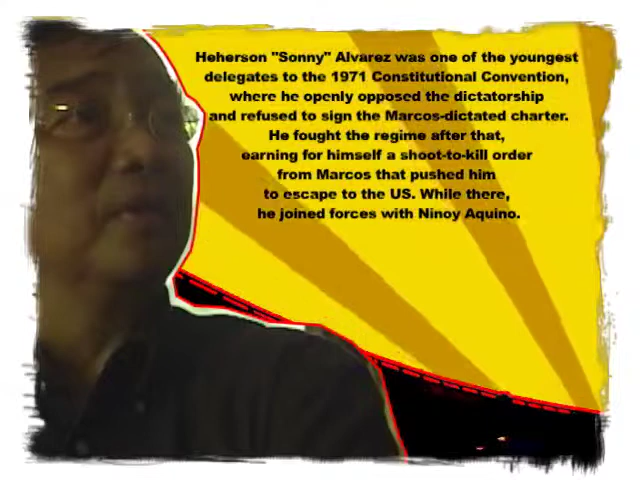 Heherson "Sonny" Alvarez was one of the youngest
delegates to the 1971 Constitutional Convention,
where he openly opposed the dictatorship
and refused to sign the Marcos-dictated charter.
He fought the regime after that,
earning for himself a shoot-to-kill order
from Marcos that pushed him
to escape to the US. While there,
he joined forces with Ninoy Aquino.